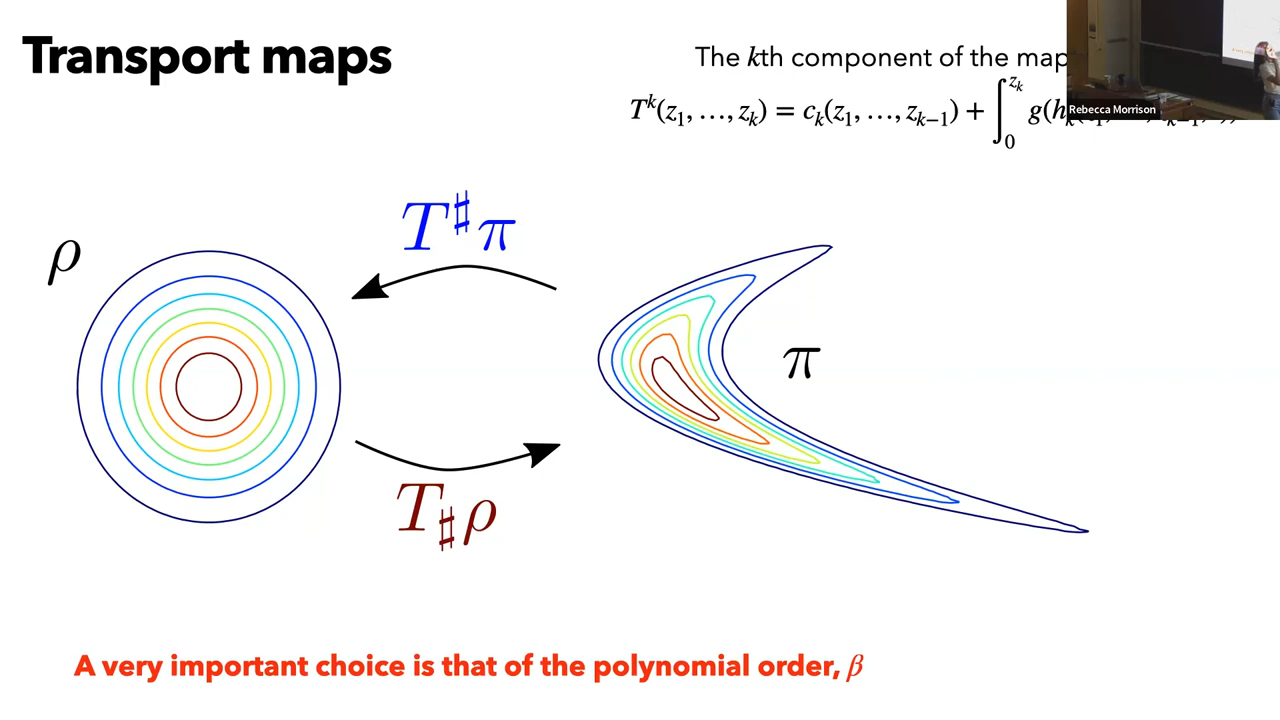 Transport maps
The kth component of the map
T^k(z_1, …, z_k) = c_k(z_1, …, z_{k−1}) + ∫_0^{z_k} g(h_k
Rebecca Morrison
ρ
T^♯ π
π
T_♯ ρ
A very important choice is that of the polynomial order, β